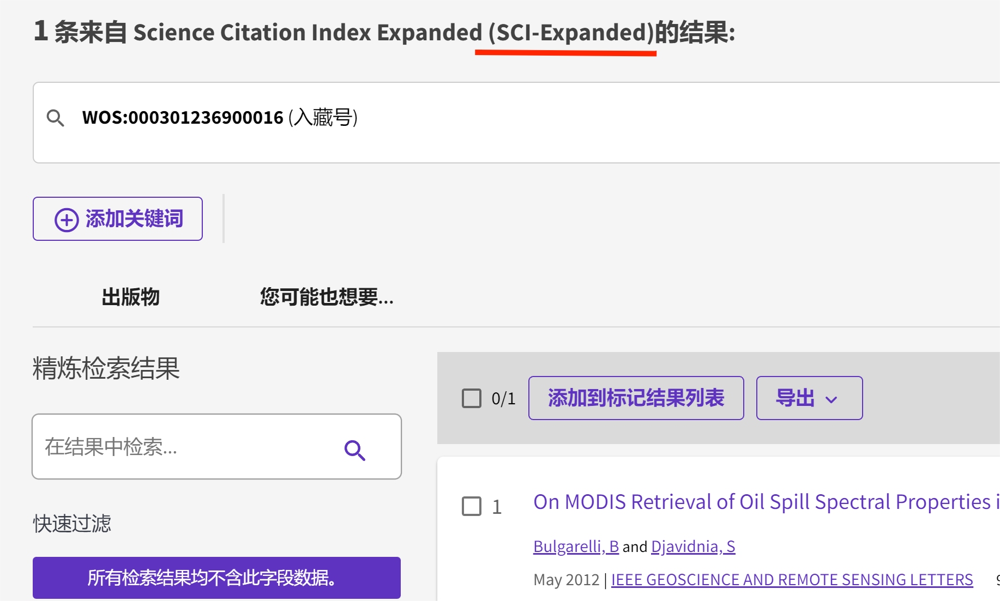 1 条来自 Science Citation Index Expanded (SCI-Expanded)的结果:
WOS:000301236900016 (入藏号)
添加关键词
出版物 您可能也想要...
精炼检索结果
在结果中检索...
快速过滤
所有检索结果均不含此字段数据。
0/1 添加到标记结果列表 导出
1 On MODIS Retrieval of Oil Spill Spectral Properties i
Bulgarelli, B and Djavidnia, S
May 2012 | IEEE GEOSCIENCE AND REMOTE SENSING LETTERS